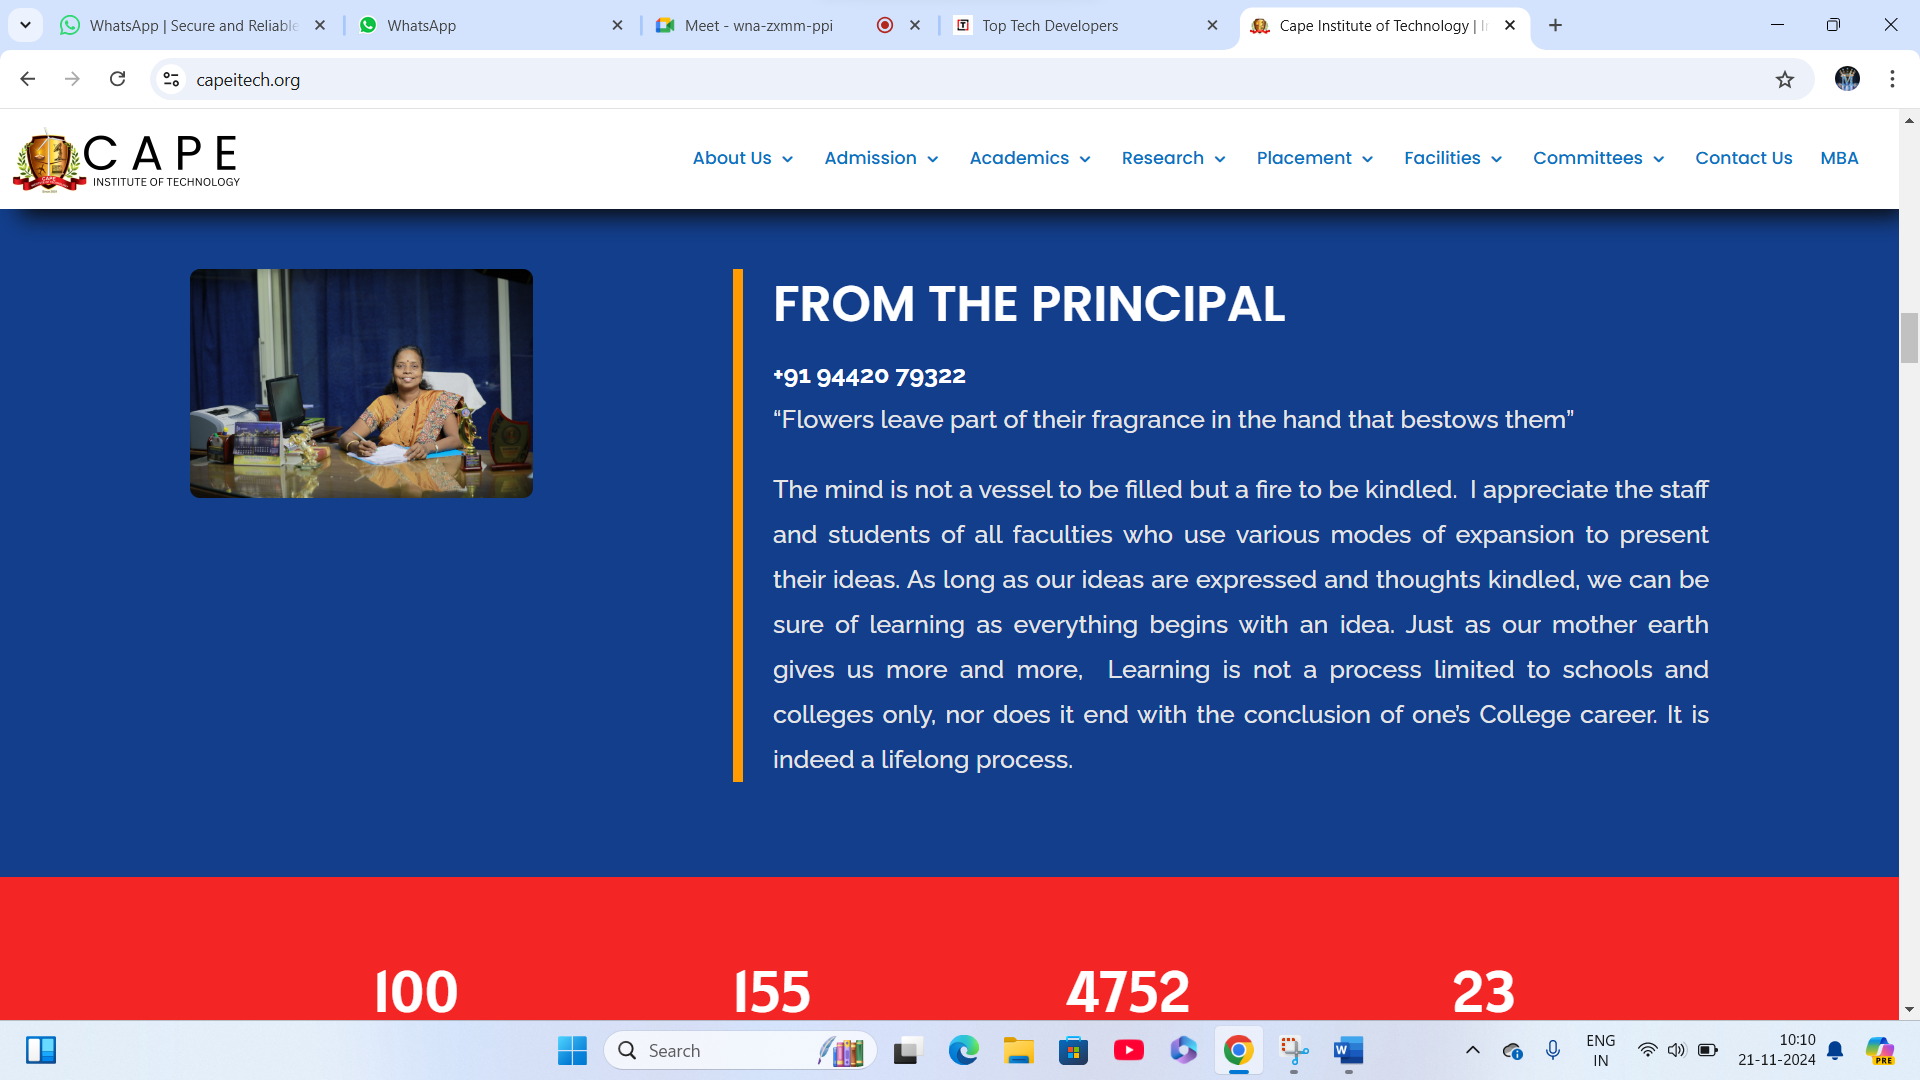 WhatsApp | Secure and Reliable
WhatsApp
Meet - wna-zxmm-ppi
Top Tech Developers
Cape Institute of Technology | In
capeitech.org
CAPE
INSTITUTE OF TECHNOLOGY
About Us
Admission
Academics
Research
Placement
Facilities
Committees
Contact Us
MBA
FROM THE PRINCIPAL
+91 94420 79322
“Flowers leave part of their fragrance in the hand that bestows them”
The mind is not a vessel to be filled but a fire to be kindled. I appreciate the staff
and students of all faculties who use various modes of expansion to present
their ideas. As long as our ideas are expressed and thoughts kindled, we can be
sure of learning as everything begins with an idea. Just as our mother earth
gives us more and more, Learning is not a process limited to schools and
colleges only, nor does it end with the conclusion of one’s College career. It is
indeed a lifelong process.
100
155
4752
23
Search
ENG
IN
10:10
21-11-2024
PRE